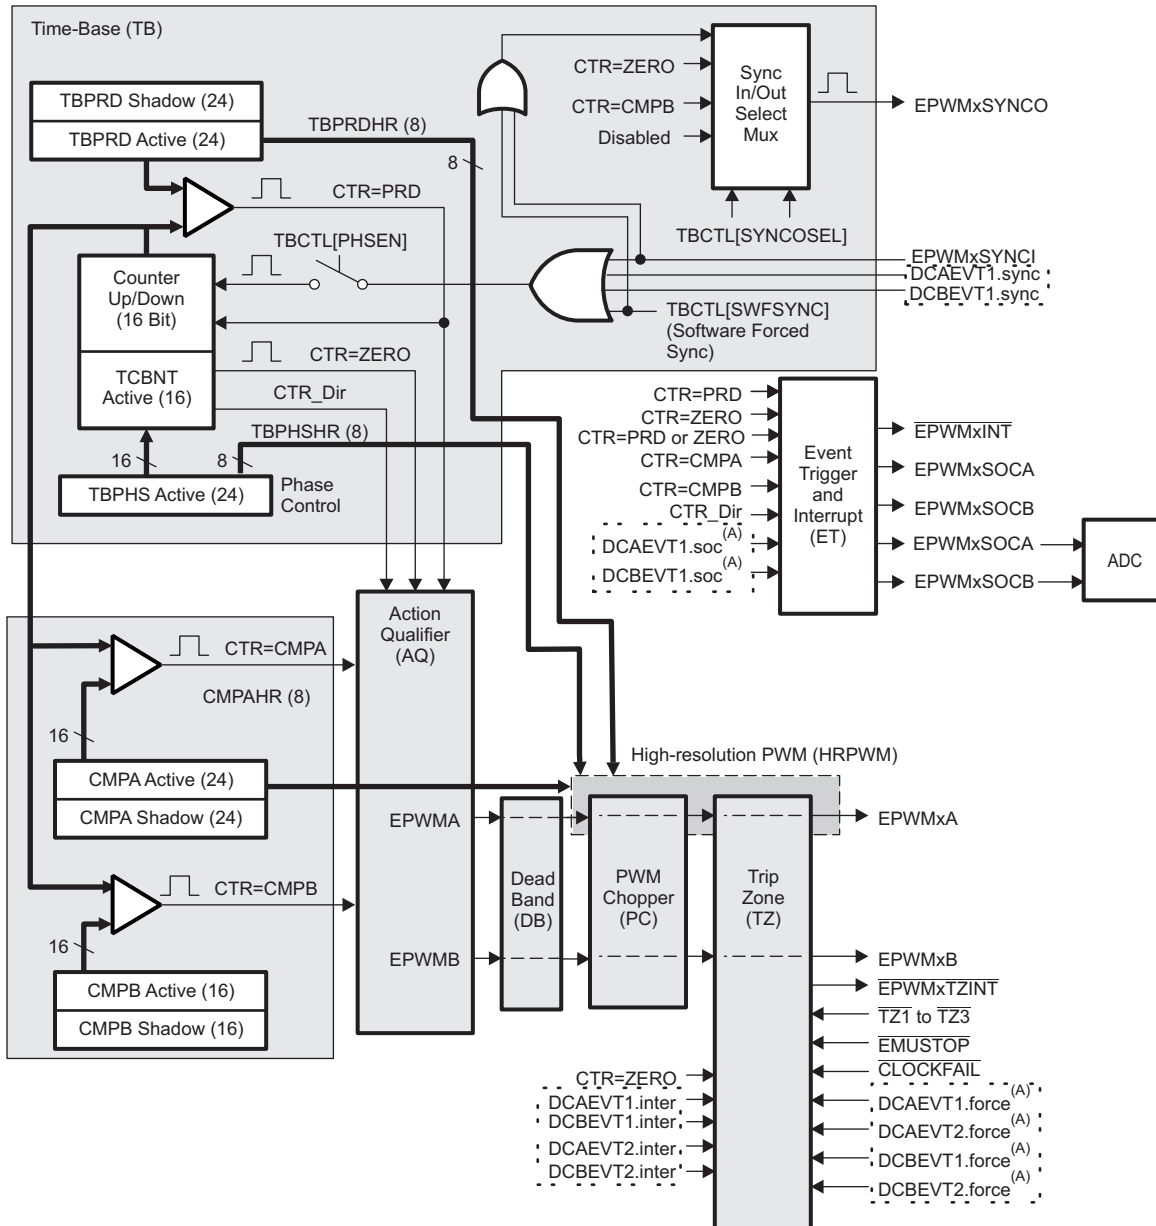 Time-Base (TB)
TBPRD Shadow (24)
TBPRD Active (24)
TBPRDHR (8)
8
CTR=PRD
CTR=ZERO
CTR=CMPB
Disabled
Sync
In/Out
Select
Mux
EPWMxSYNCO
TBCTL[SYNCOSEL]
TBCTL[PHSEN]
EPWMxSYNCI
DCAEVT1.sync
DCBEVT1.sync
TBCTL[SWFSYNC]
(Software Forced
Sync)
Counter
Up/Down
(16 Bit)
TCBNT
Active (16)
CTR=ZERO
CTR_Dir
TBPHSHR (8)
16
8
TBPHS Active (24)
Phase
Control
CTR=PRD
CTR=ZERO
CTR=PRD or ZERO
CTR=CMPA
CTR=CMPB
CTR_Dir
DCAEVT1.soc(A)
DCBEVT1.soc(A)
Event
Trigger
and
Interrupt
(ET)
EPWMxINT
EPWMxSOCA
EPWMxSOCB
EPWMxSOCA
EPWMxSOCB
ADC
Action
Qualifier
(AQ)
CTR=CMPA
CMPAHR (8)
16
CMPA Active (24)
CMPA Shadow (24)
CTR=CMPB
16
CMPB Active (16)
CMPB Shadow (16)
EPWMA
EPWMB
High-resolution PWM (HRPWM)
Dead
Band
(DB)
PWM
Chopper
(PC)
Trip
Zone
(TZ)
EPWMxA
EPWMxB
EPWMxTZINT
TZ1 to TZ3
EMUSTOP
CLOCKFAIL
CTR=ZERO
DCAEVT1.inter
DCBEVT1.inter
DCAEVT2.inter
DCBEVT2.inter
DCAEVT1.force(A)
DCAEVT2.force(A)
DCBEVT1.force(A)
DCBEVT2.force(A)